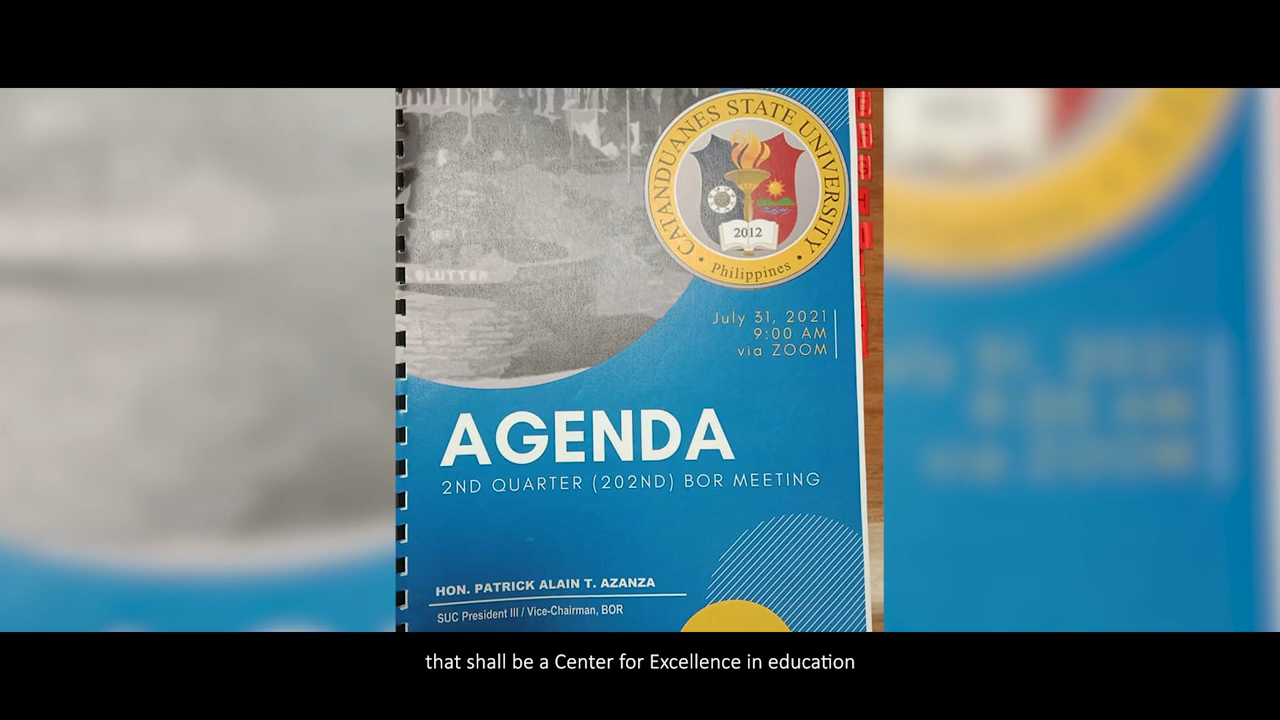 CATANDUANES STATE UNIVERSITY
2012
• Philippines •
CLUTTER
July 31, 2021
9:00 AM
via ZOOM
AGENDA
2ND QUARTER (202ND) BOR MEETING
HON. PATRICK ALAIN T. AZANZA
SUC President III / Vice-Chairman, BOR
that shall be a Center for Excellence in education